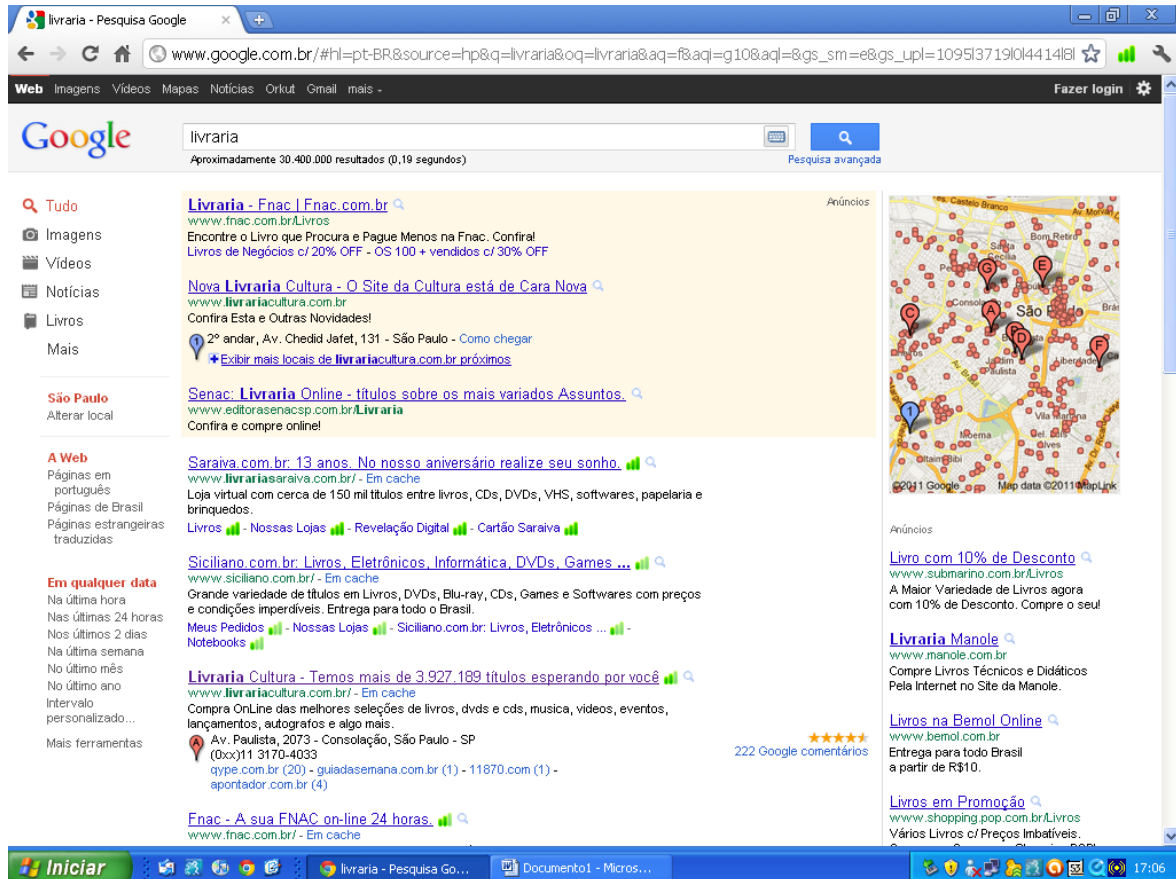 livraria - Pesquisa Google
www.google.com.br/#hl=pt-BR&source=hp&q=livraria&oq=livraria&aq=f&aqi=g10&aql=&gs_sm=e&gs_upl=1095l3719l0l4414l8l
Web Imagens Vídeos Mapas Notícias Orkut Gmail mais
Fazer login
Google
livraria
Aproximadamente 30.400.000 resultados (0,19 segundos)
Pesquisa avançada
Tudo
Imagens
Vídeos
Notícias
Livros
Mais
São Paulo
Alterar local
A Web
Páginas em
português
Páginas de Brasil
Páginas estrangeiras
traduzidas
Em qualquer data
Na última hora
Nas últimas 24 horas
Nos últimos 2 dias
Na última semana
No último mês
No último ano
Intervalo
personalizado...
Mais ferramentas
Anúncios
Livraria - Fnac | Fnac.com.br
www.fnac.com.br/Livros
Encontre o Livro que Procura e Pague Menos na Fnac. Confira!
Livros de Negócios c/ 20% OFF - OS 100 + vendidos c/ 30% OFF
Nova Livraria Cultura - O Site da Cultura está de Cara Nova
www.livrariacultura.com.br
Confira Esta e Outras Novidades!
1 2º andar, Av. Chedid Jafet, 131 - São Paulo - Como chegar
Exibir mais locais de livrariacultura.com.br próximos
Senac: Livraria Online - títulos sobre os mais variados Assuntos.
www.editorasenacsp.com.br/Livraria
Confira e compre online!
Saraiva.com.br: 13 anos. No nosso aniversário realize seu sonho.
www.livrariasaraiva.com.br/ - Em cache
Loja virtual com cerca de 150 mil títulos entre livros, CDs, DVDs, VHS, softwares, papelaria e
brinquedos.
Livros - Nossas Lojas - Revelação Digital - Cartão Saraiva
Siciliano.com.br: Livros, Eletrônicos, Informática, DVDs, Games ...
www.siciliano.com.br/ - Em cache
Grande variedade de títulos em Livros, DVDs, Blu-ray, CDs, Games e Softwares com preços
e condições imperdíveis. Entrega para todo o Brasil.
Meus Pedidos - Nossas Lojas - Siciliano.com.br: Livros, Eletrônicos ... -
Notebooks
Livraria Cultura - Temos mais de 3.927.189 títulos esperando por você
www.livrariacultura.com.br/ - Em cache
Compra OnLine das melhores seleções de livros, dvds e cds, musica, videos, eventos,
lançamentos, autografos e algo mais.
A Av. Paulista, 2073 - Consolação, São Paulo - SP
(0xx)11 3170-4033
qype.com.br (20) - guiadasemana.com.br (1) - 11870.com (1) -
apontador.com.br (4)
222 Google comentários
Fnac - A sua FNAC on-line 24 horas.
www.fnac.com.br/ - Em cache
Castelo Branco
Bom Retiro
Santa
Cecília
G
E
A
C
B
D
F
São
Jardim
Paulista
Liberdade
Vila Mariana
Moema
Itaim Bibi
1
©2011 Google
Map data ©2011 MapLink
Anúncios
Livro com 10% de Desconto
www.submarino.com.br/Livros
A Maior Variedade de Livros agora
com 10% de Desconto. Compre o seu!
Livraria Manole
www.manole.com.br
Compre Livros Técnicos e Didáticos
Pela Internet no Site da Manole.
Livros na Bemol Online
www.bemol.com.br
Entrega para todo Brasil
a partir de R$10.
Livros em Promoção
www.shopping.pop.com.br/Livros
Vários Livros c/ Preços Imbatíveis.
Iniciar
livraria - Pesquisa Go...
Documento1 - Micros...
17:06